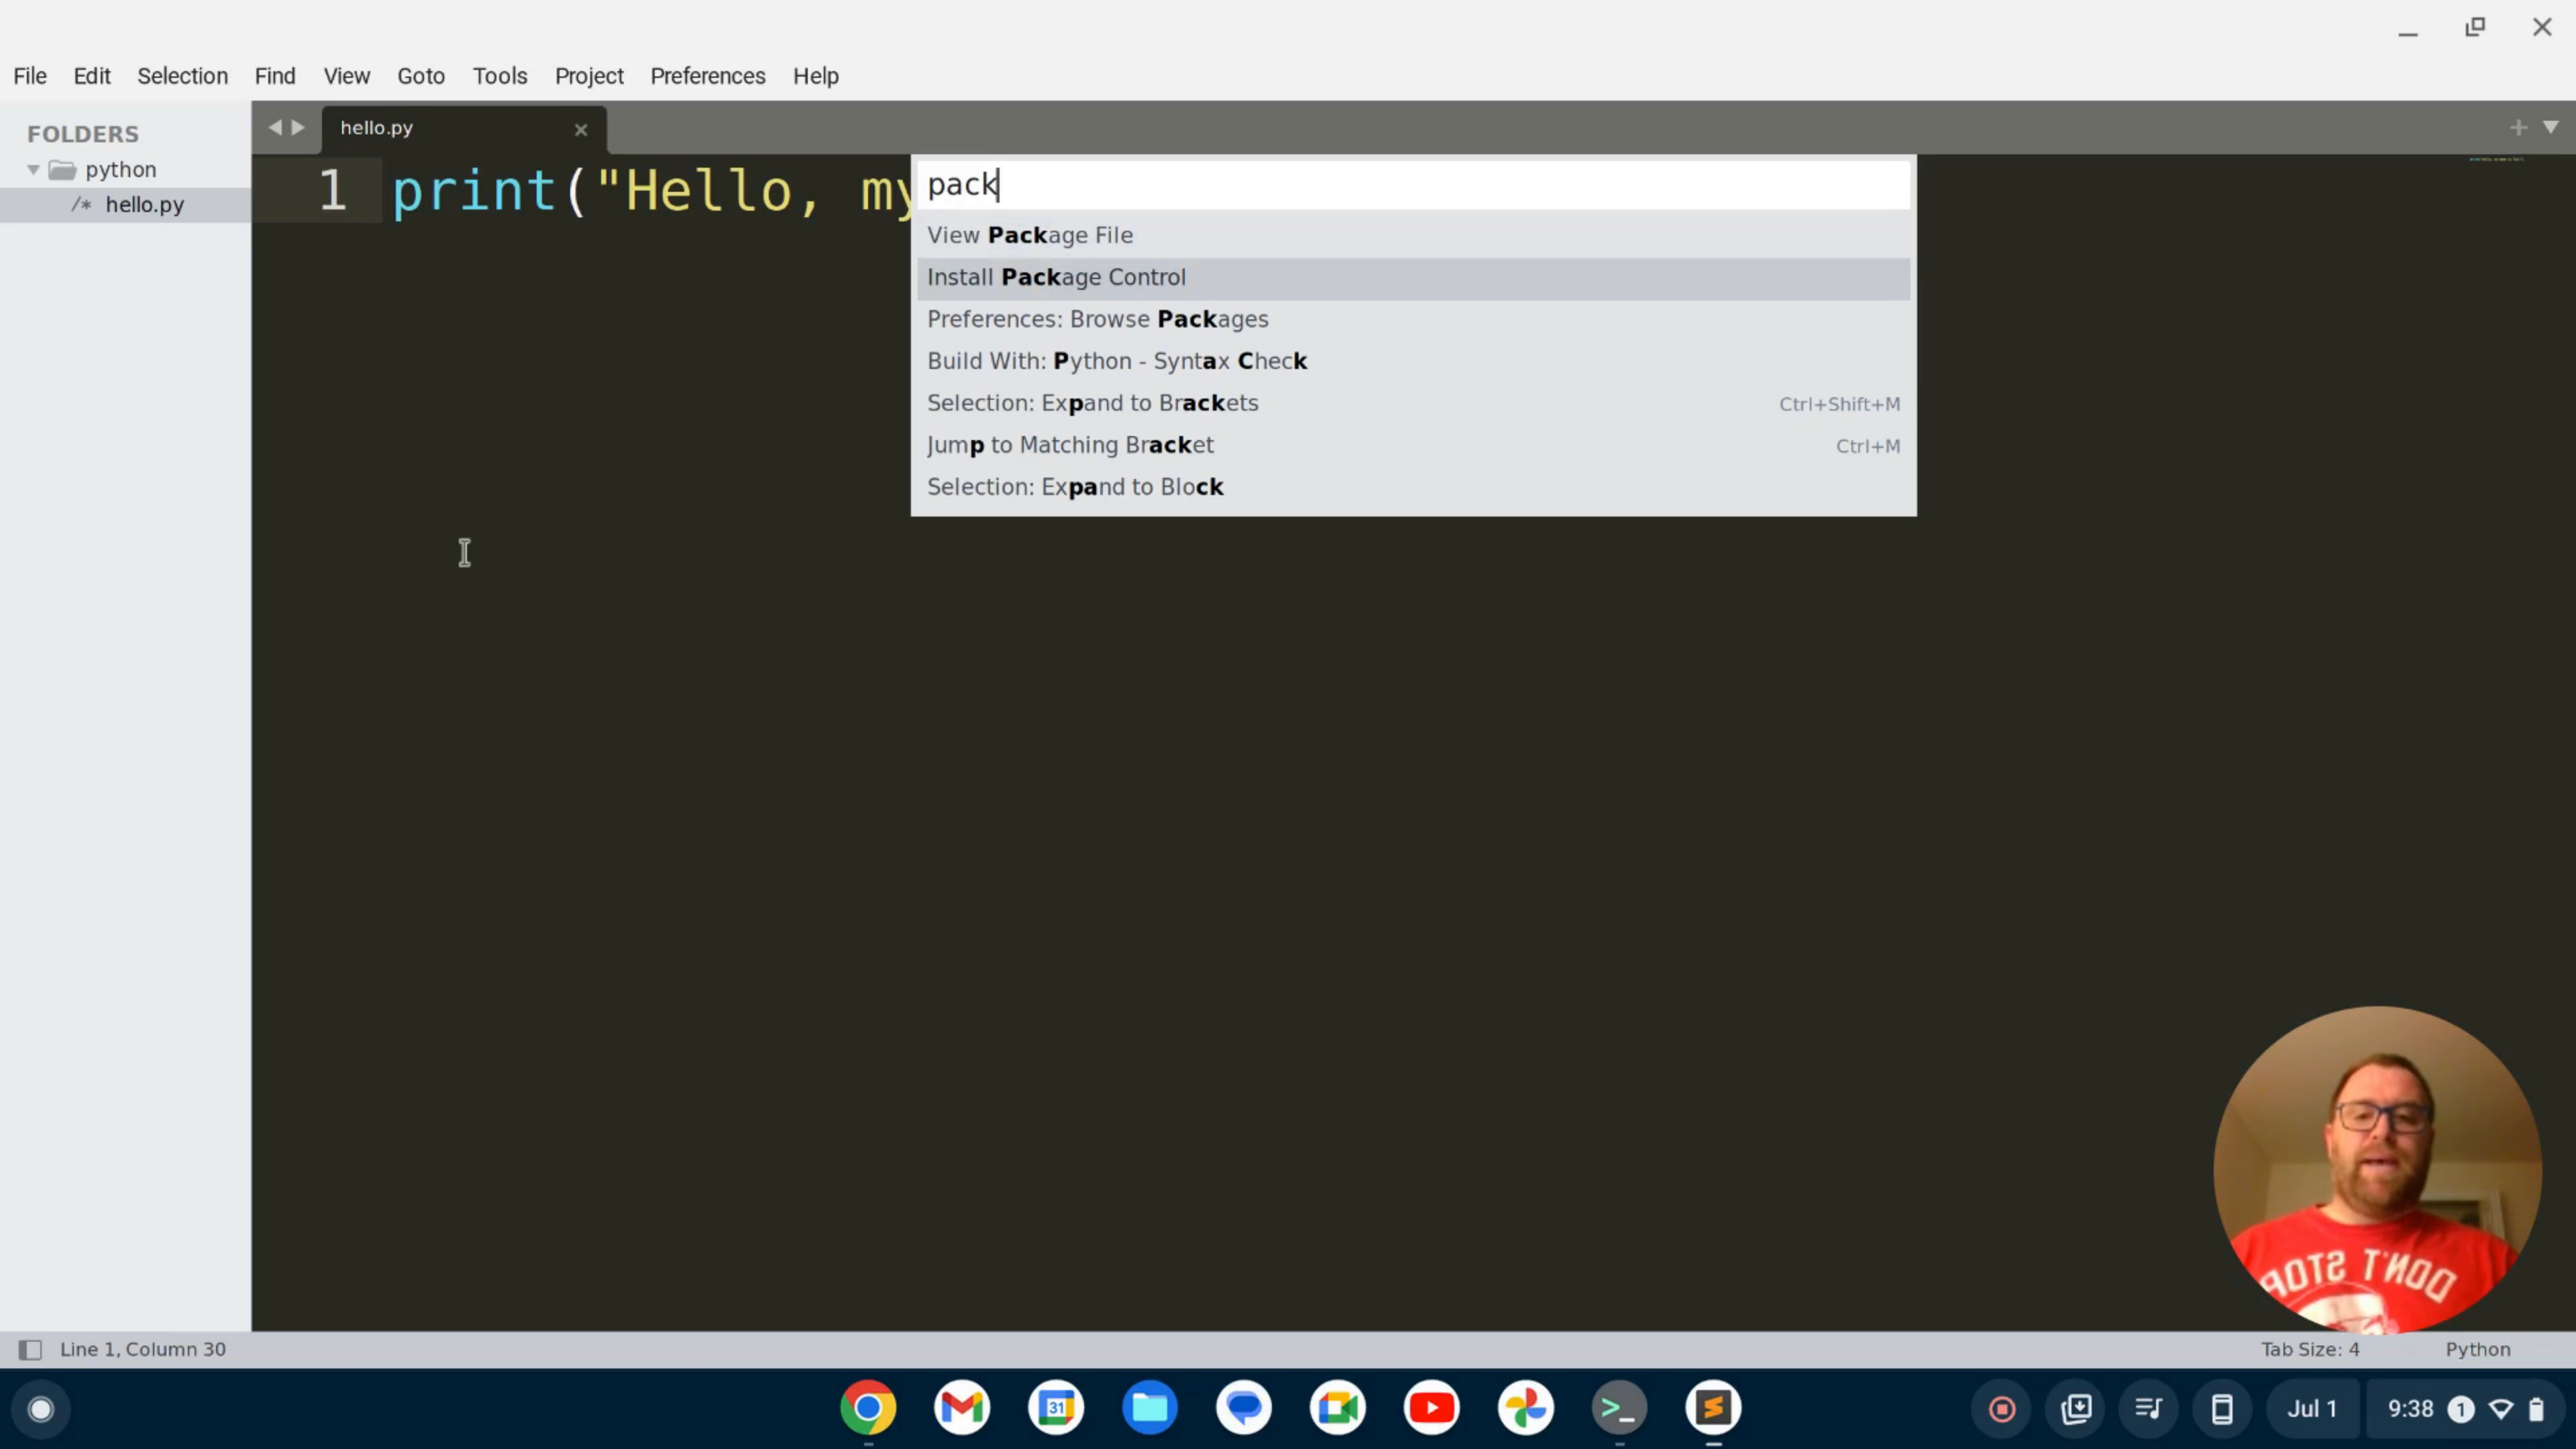 File Edit Selection Find View Goto Tools Project Preferences Help
FOLDERS
python
/* hello.py
hello.py
1 print("Hello, my
pack
View Package File
Install Package Control
Preferences: Browse Packages
Build With: Python - Syntax Check
Selection: Expand to Brackets Ctrl+Shift+M
Jump to Matching Bracket Ctrl+M
Selection: Expand to Block
DON'T STOP
Line 1, Column 30
Tab Size: 4 Python
31
>_
Jul 1
9:38 1